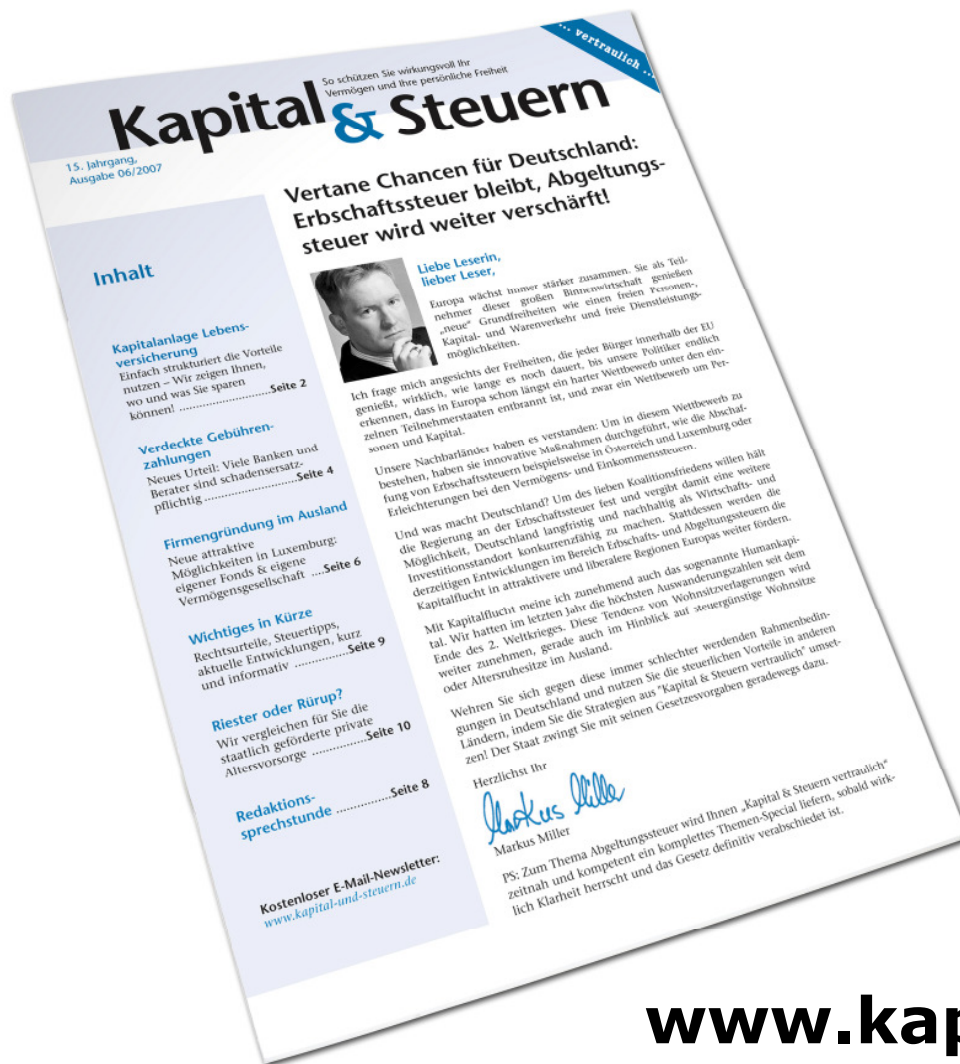 ... vertraulich ...
So schützen Sie wirkungsvoll Ihr
Vermögen und Ihre persönliche Freiheit
Kapital & Steuern
15. Jahrgang,
Ausgabe 06/2007
Inhalt
Kapitalanlage Lebens-
versicherung
Einfach strukturiert die Vorteile
nutzen – Wir zeigen Ihnen,
wo und was Sie sparen
können! ..............................Seite 2
Verdeckte Gebühren-
zahlungen
Neues Urteil: Viele Banken und
Berater sind schadensersatz-
pflichtig ..............................Seite 4
Firmengründung im Ausland
Neue attraktive
Möglichkeiten in Luxemburg:
eigener Fonds & eigene
Vermögensgesellschaft ....Seite 6
Wichtiges in Kürze
Rechtsurteile, Steuertipps,
aktuelle Entwicklungen, kurz
und informativ ..................Seite 9
Riester oder Rürup?
Wir vergleichen für Sie die
staatlich geförderte private
Altersvorsorge ................Seite 10
Redaktions-
sprechstunde ................Seite 8
Kostenloser E-Mail-Newsletter:
www.kapital-und-steuern.de
Vertane Chancen für Deutschland:
Erbschaftssteuer bleibt, Abgeltungs-
steuer wird weiter verschärft!
Liebe Leserin,
lieber Leser,
Europa wächst immer stärker zusammen. Sie als Teil-
nehmer dieser großen Binnenwirtschaft genießen
„neue" Grundfreiheiten wie einen freien Personen-,
Kapital- und Warenverkehr und freie Dienstleistungs-
möglichkeiten.
Ich frage mich angesichts der Freiheiten, die jeder Bürger innerhalb der EU
genießt, wirklich, wie lange es noch dauert, bis unsere Politiker endlich
erkennen, dass in Europa schon längst ein harter Wettbewerb unter den ein-
zelnen Teilnehmerstaaten entbrannt ist, und zwar ein Wettbewerb um Per-
sonen und Kapital.
Unsere Nachbarländer haben es verstanden: Um in diesem Wettbewerb zu
bestehen, haben sie innovative Maßnahmen durchgeführt, wie die Abschaf-
fung von Erbschaftssteuern beispielsweise in Österreich und Luxemburg oder
Erleichterungen bei den Vermögens- und Einkommenssteuern.
Und was macht Deutschland? Um des lieben Koalitionsfriedens willen hält
die Regierung an der Erbschaftssteuer fest und vergibt damit eine weitere
Möglichkeit, Deutschland langfristig und nachhaltig als Wirtschafts- und
Investitionsstandort konkurrenzfähig zu machen. Stattdessen werden die
derzeitigen Entwicklungen im Bereich Erbschafts- und Abgeltungssteuern die
Kapitalflucht in attraktivere und liberalere Regionen Europas weiter fördern.
Mit Kapitalflucht meine ich zunehmend auch das sogenannte Humankapi-
tal. Wir hatten im letzten Jahr die höchsten Auswanderungszahlen seit dem
Ende des 2. Weltkrieges. Diese Tendenz von Wohnsitzverlagerungen wird
weiter zunehmen, gerade auch im Hinblick auf steuergünstige Wohnsitze
oder Altersruhesitze im Ausland.
Wehren Sie sich gegen diese immer schlechter werdenden Rahmenbedin-
gungen in Deutschland und nutzen Sie die steuerlichen Vorteile in anderen
Ländern, indem Sie die Strategien aus "Kapital & Steuern vertraulich" umset-
zen! Der Staat zwingt Sie mit seinen Gesetzesvorgaben geradewegs dazu.
Herzlichst Ihr
Markus Miller
Markus Miller
PS: Zum Thema Abgeltungssteuer wird Ihnen „Kapital & Steuern vertraulich"
zeitnah und kompetent ein komplettes Themen-Special liefern, sobald wirk-
lich Klarheit herrscht und das Gesetz definitiv verabschiedet ist.
www.kap